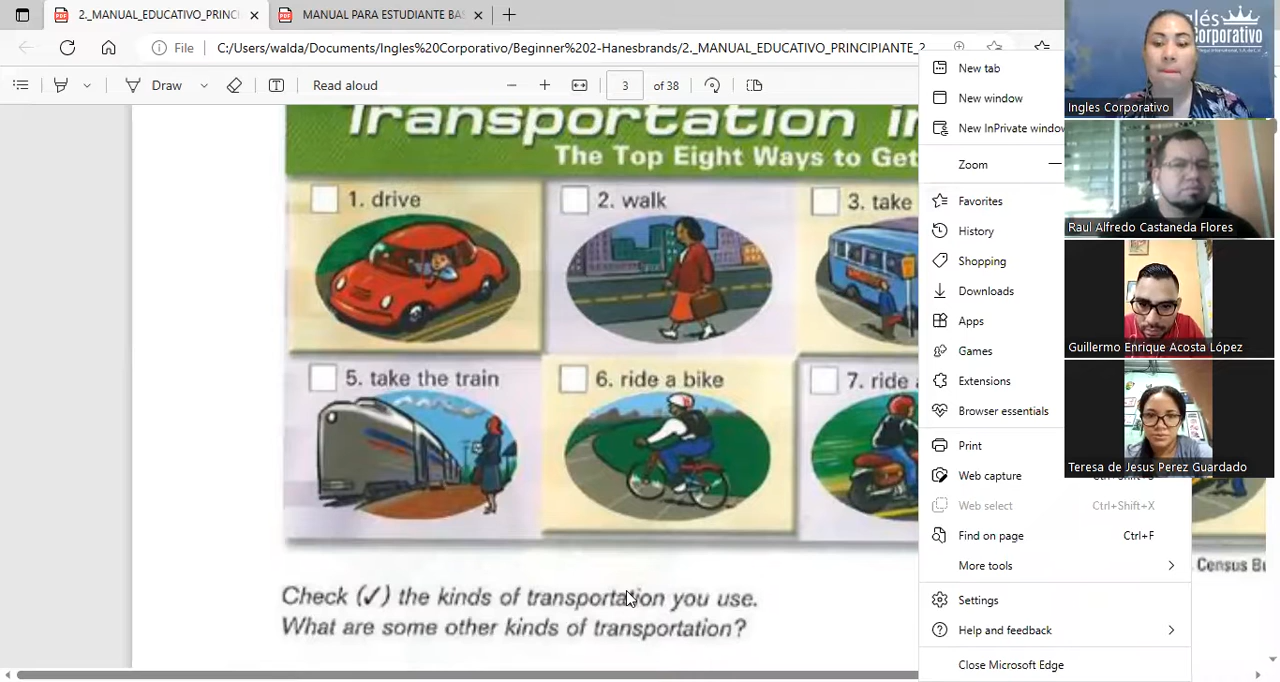 2._MANUAL_EDUCATIVO_PRINCI
MANUAL PARA ESTUDIANTE BAS
File
C:/Users/walda/Documents/Ingles%20Corporativo/Beginner%202-Hanesbrands/2._MANUAL_EDUCATIVO_PRINCIPIANTE_2
Draw
Read aloud
3 of 38
Transportation in
The Top Eight Ways to Get
1. drive
2. walk
3. take
5. take the train
6. ride a bike
7. ride
Check (✓) the kinds of transportation you use.
What are some other kinds of transportation?
Census Bu
New tab
New window
New InPrivate window
Zoom
Favorites
History
Shopping
Downloads
Apps
Games
Extensions
Browser essentials
Print
Web capture
Web select Ctrl+Shift+X
Find on page Ctrl+F
More tools
Settings
Help and feedback
Close Microsoft Edge
Corporativo
Ingles Corporativo
Raul Alfredo Castaneda Flores
Guillermo Enrique Acosta López
Teresa de Jesus Perez Guardado